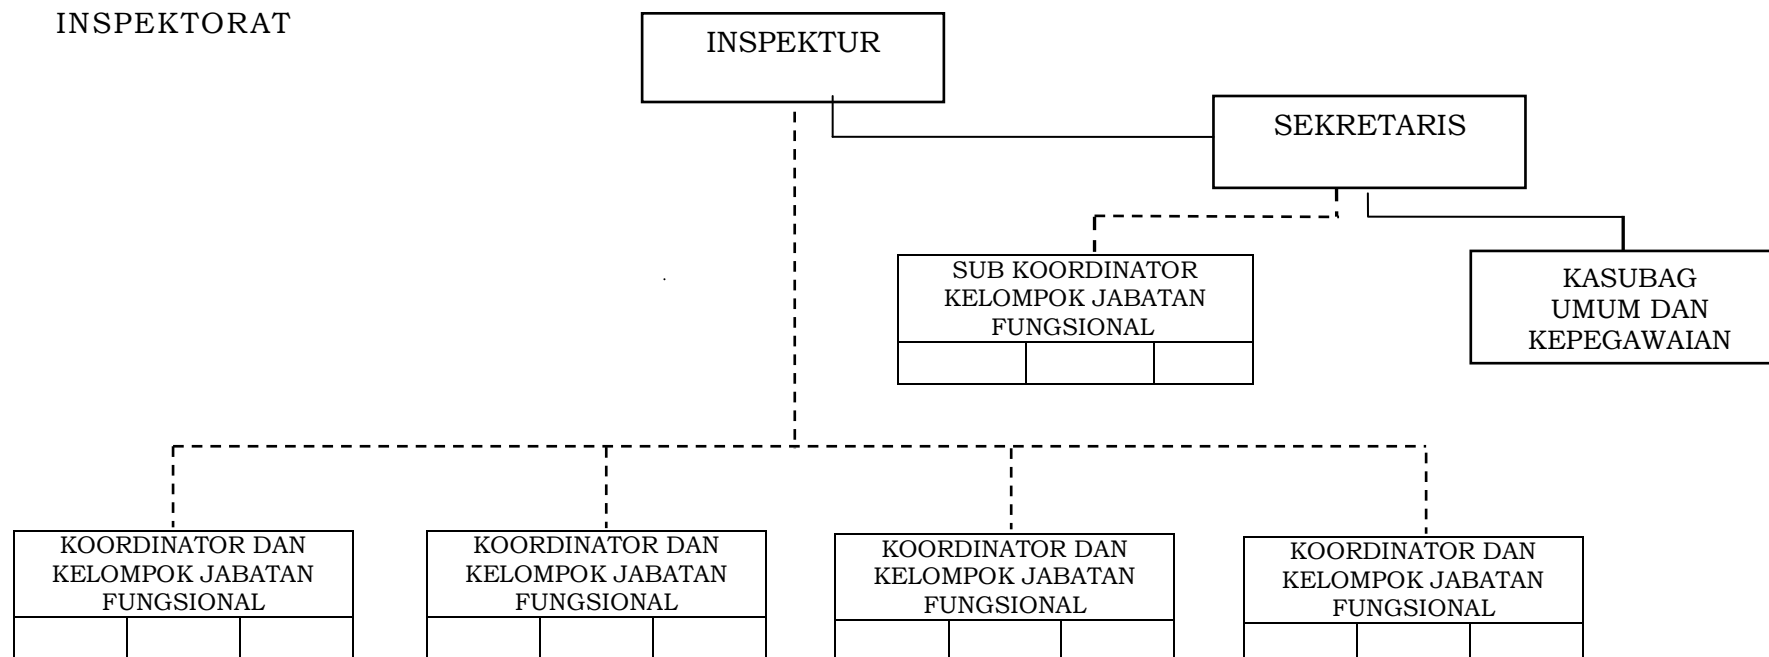 INSPEKTORAT
INSPEKTUR
SEKRETARIS
SUB KOORDINATOR
KELOMPOK JABATAN
FUNGSIONAL
KASUBAG
UMUM DAN
KEPEGAWAIAN
KOORDINATOR DAN
KELOMPOK JABATAN
FUNGSIONAL
KOORDINATOR DAN
KELOMPOK JABATAN
FUNGSIONAL
KOORDINATOR DAN
KELOMPOK JABATAN
FUNGSIONAL
KOORDINATOR DAN
KELOMPOK JABATAN
FUNGSIONAL